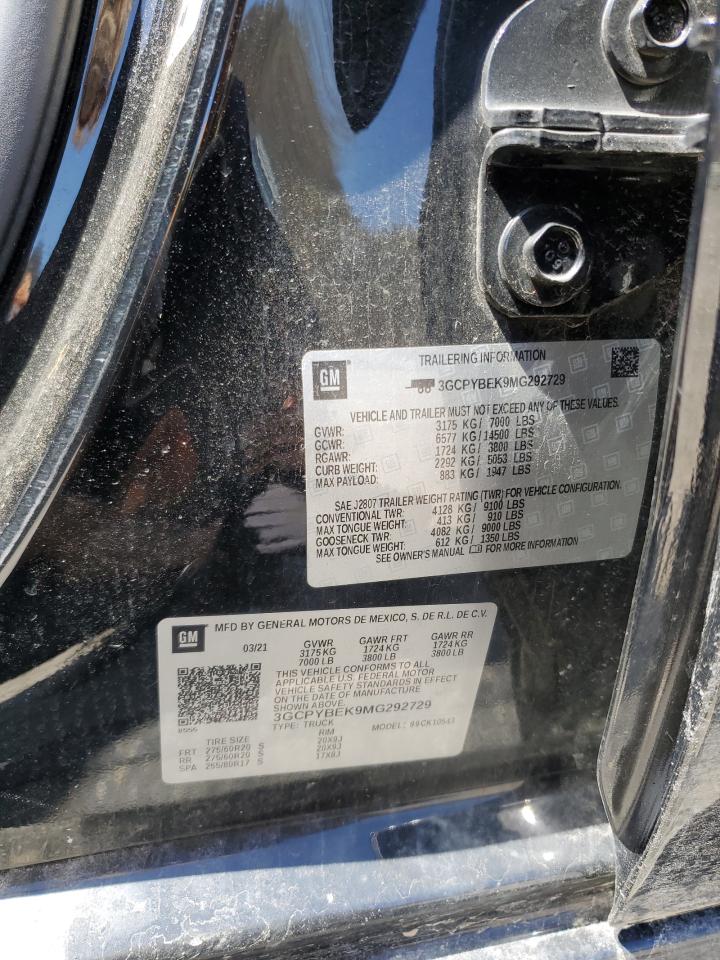 GM
TRAILERING INFORMATION
3GCPYBEK9MG292729
VEHICLE AND TRAILER MUST NOT EXCEED ANY OF THESE VALUES.
GVWR: 3175 KG / 7000 LBS
GCWR: 6577 KG / 14500 LBS
RGAWR: 1724 KG / 3800 LBS
CURB WEIGHT: 2292 KG / 5053 LBS
MAX PAYLOAD: 883 KG / 1947 LBS
SAE J2807 TRAILER WEIGHT RATING (TWR) FOR VEHICLE CONFIGURATION.
CONVENTIONAL TWR: 4128 KG / 9100 LBS
MAX TONGUE WEIGHT: 413 KG / 910 LBS
GOOSENECK TWR: 4082 KG / 9000 LBS
MAX TONGUE WEIGHT: 612 KG / 1350 LBS
SEE OWNER'S MANUAL FOR MORE INFORMATION
GM
MFD BY GENERAL MOTORS DE MEXICO, S. DE R.L. DE C.V.
03/21 GVWR GAWR FRT GAWR RR
3175 KG 1724 KG 1724 KG
7000 LB 3800 LB 3800 LB
THIS VEHICLE CONFORMS TO ALL
APPLICABLE U.S. FEDERAL MOTOR
VEHICLE SAFETY STANDARDS IN EFFECT
ON THE DATE OF MANUFACTURE
SHOWN ABOVE.
3GCPYBEK9MG292729
TYPE: TRUCK MODEL: 99CK10543
TIRE SIZE RIM
FRT 275/60R20 S 20X9J
RR 275/60R20 S 20X9J
SPA 255/80R17 S 17X8J